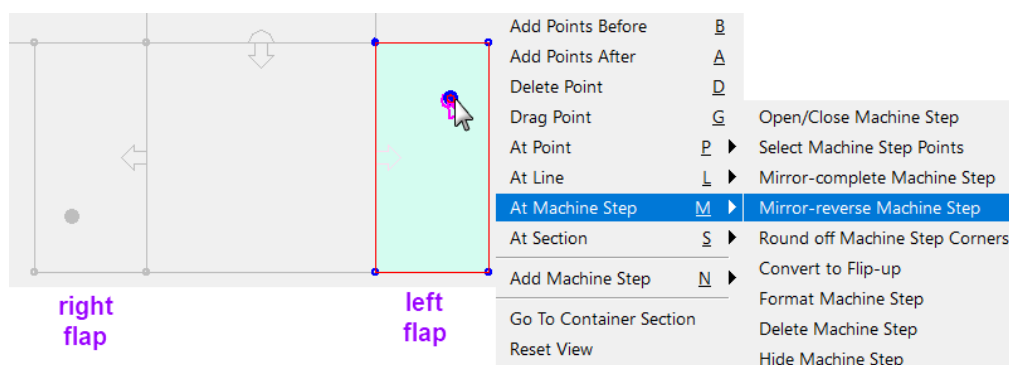 Add Points Before B
Add Points After A
Delete Point D
Drag Point G
At Point P
At Line L
At Machine Step M
At Section S
Add Machine Step N
Go To Container Section
Reset View
Open/Close Machine Step
Select Machine Step Points
Mirror-complete Machine Step
Mirror-reverse Machine Step
Round off Machine Step Corners
Convert to Flip-up
Format Machine Step
Delete Machine Step
Hide Machine Step
right
flap
left
flap